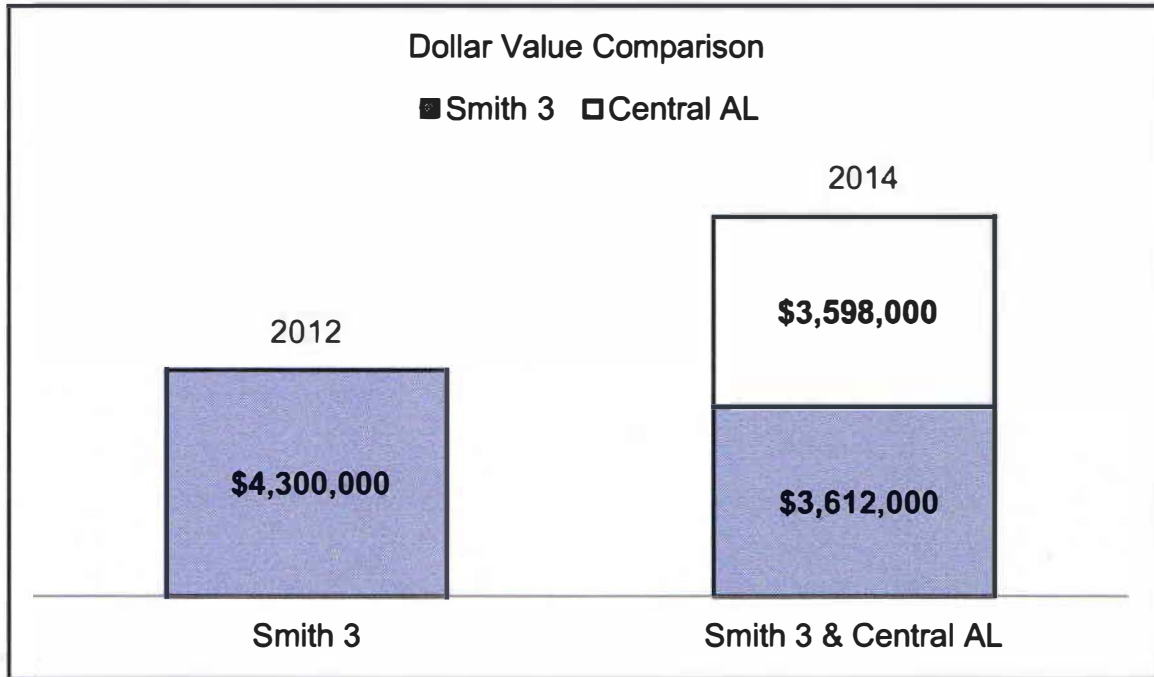 Dollar Value Comparison
Smith 3 Central AL
2014
$3,598,000
2012
$4,300,000
$3,612,000
Smith 3 Smith 3 & Central AL